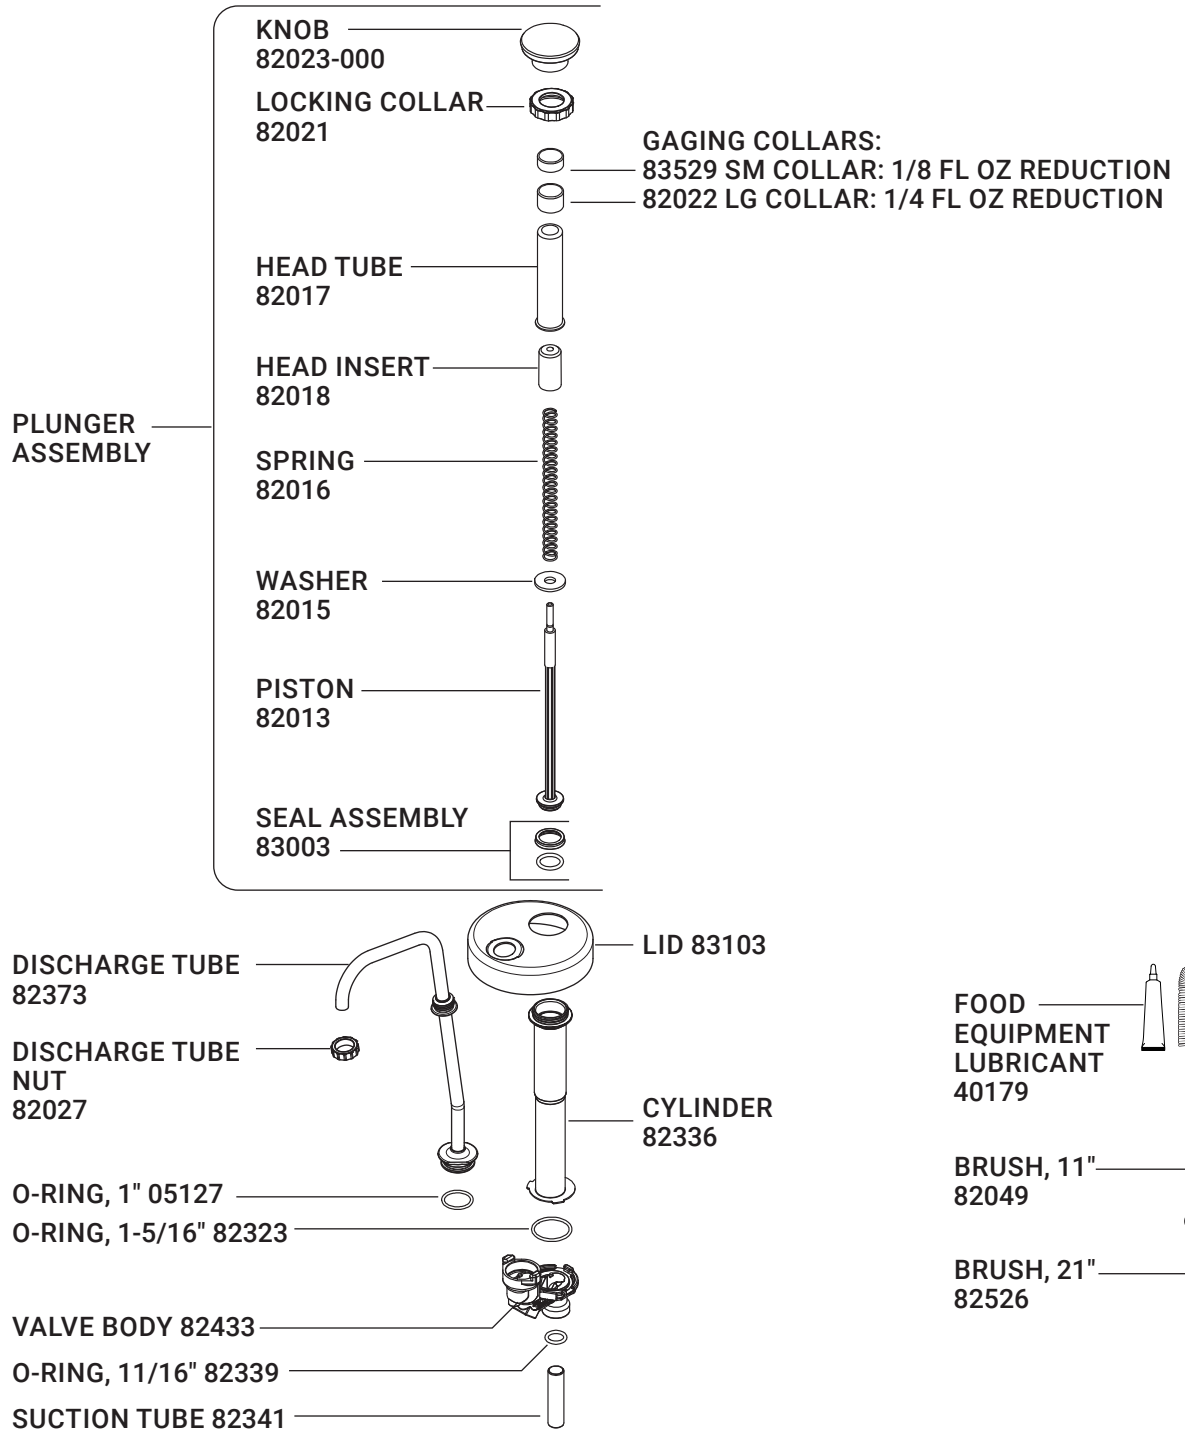 KNOB
82023-000
LOCKING COLLAR
82021
GAGING COLLARS:
83529 SM COLLAR: 1/8 FL OZ REDUCTION
82022 LG COLLAR: 1/4 FL OZ REDUCTION
HEAD TUBE
82017
HEAD INSERT
82018
PLUNGER
ASSEMBLY
SPRING
82016
WASHER
82015
PISTON
82013
SEAL ASSEMBLY
83003
LID 83103
DISCHARGE TUBE
82373
DISCHARGE TUBE
NUT
82027
CYLINDER
82336
O-RING, 1" 05127
O-RING, 1-5/16" 82323
VALVE BODY 82433
O-RING, 11/16" 82339
SUCTION TUBE 82341
FOOD
EQUIPMENT
LUBRICANT
40179
BRUSH, 11"
82049
BRUSH, 21"
82526